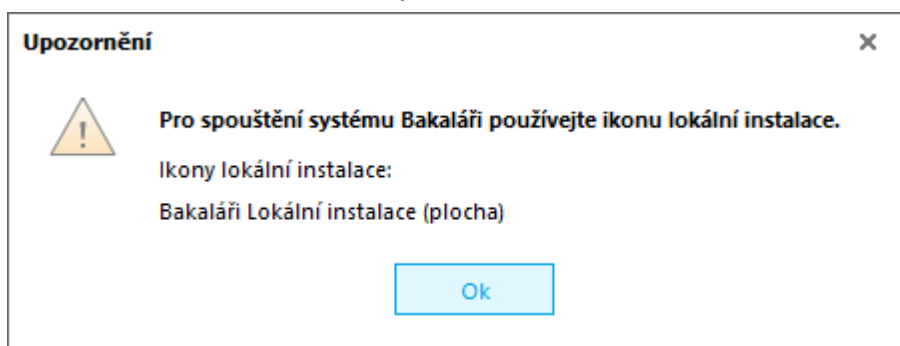 Upozornění
Pro spouštění systému Bakaláři používejte ikonu lokální instalace.
Ikony lokální instalace:
Bakaláři Lokální instalace (plocha)
Ok